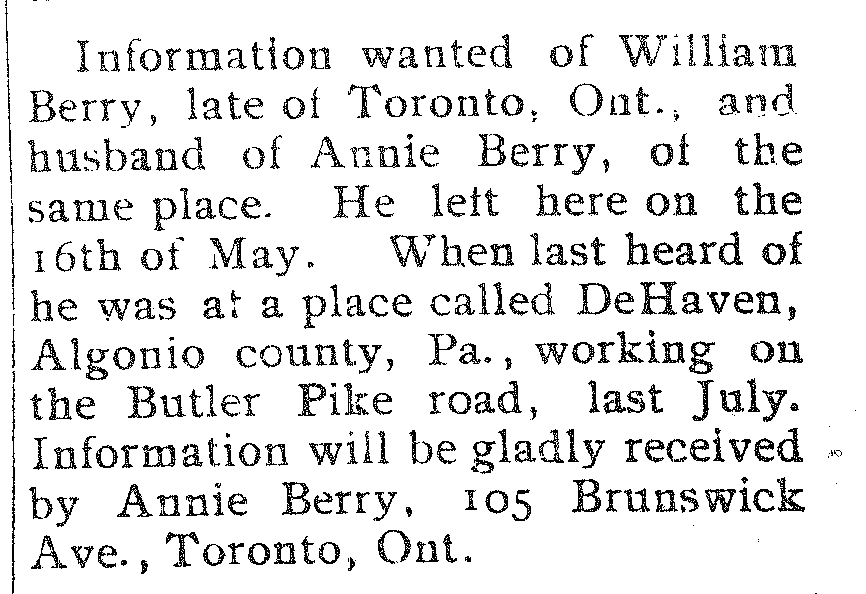 Information wanted of William
Berry, late of Toronto, Ont., and
husband of Annie Berry, of the
same place. He left here on the
16th of May. When last heard of
he was at a place called DeHaven,
Algonio county, Pa., working on
the Butler Pike road, last July.
Information will be gladly received
by Annie Berry, 105 Brunswick
Ave., Toronto, Ont.